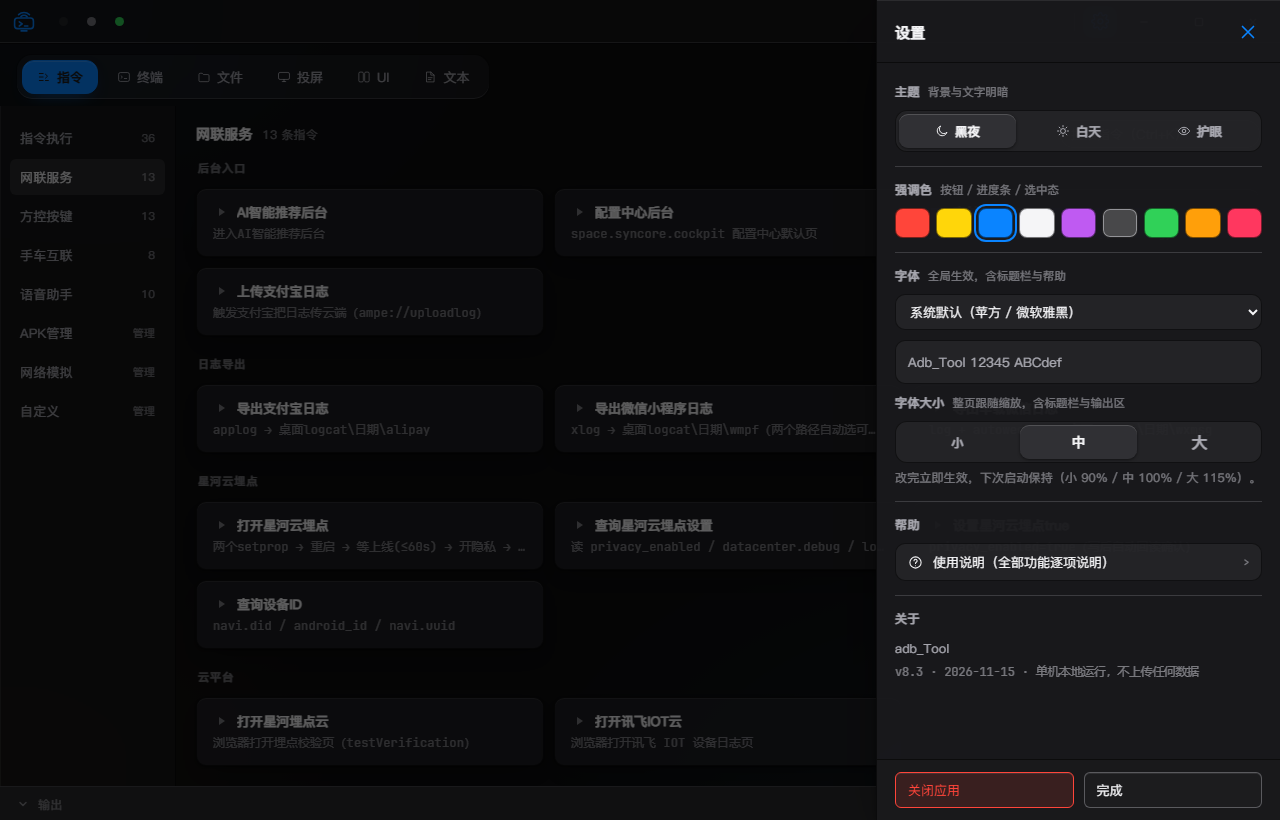 指令
终端
文件
投屏
UI
文本
指令执行 36
网联服务 13
方控按键 13
手车互联 8
语音助手 10
APK管理 管理
网络模拟 管理
自定义 管理
网联服务 13 条指令
后台入口
AI智能推荐后台
进入AI智能推荐后台
配置中心后台
space.syncore.cockpit 配置中心默认页
上传支付宝日志
触发支付宝把日志传云端 (ampe://uploadlog)
日志导出
导出支付宝日志
applog → 桌面logcat\日期\alipay
导出微信小程序日志
xlog → 桌面logcat\日期\wmpf (两个路径自动选可…
星河云埋点
打开星河云埋点
两个setprop → 重启 → 等上线(≤60s) → 开隐私 → …
查询星河云埋点设置
读 privacy_enabled / datacenter.debug / lo
查询设备ID
navi.did / android_id / navi.uuid
云平台
打开星河埋点云
浏览器打开埋点校验页 (testVerification)
打开讯飞IOT云
浏览器打开讯飞 IOT 设备日志页
输出
设置
主题 背景与文字明暗
黑夜
白天
护眼
强调色 按钮 / 进度条 / 选中态
字体 全局生效，含标题栏与帮助
系统默认（苹方 / 微软雅黑）
Adb_Tool 12345 ABCdef
字体大小 整页跟随缩放，含标题栏与输出区
小
中
大
改完立即生效，下次启动保持（小 90% / 中 100% / 大 115%）。
帮助
使用说明（全部功能逐项说明）
关于
adb_Tool
v8.3 · 2026-11-15 · 单机本地运行，不上传任何数据
关闭应用
完成